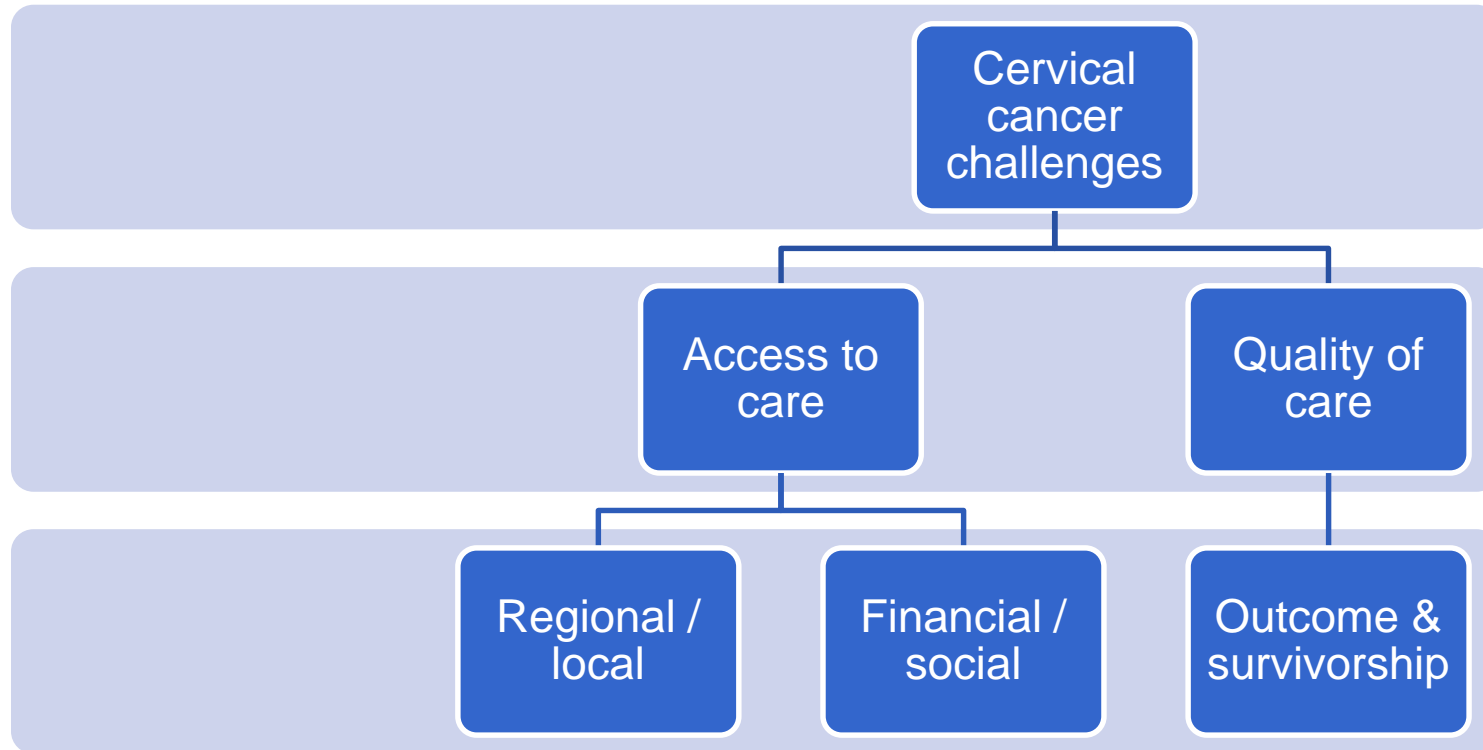 Cervical
cancer
challenges
Access to
care
Quality of
care
Regional /
local
Financial /
social
Outcome &
survivorship